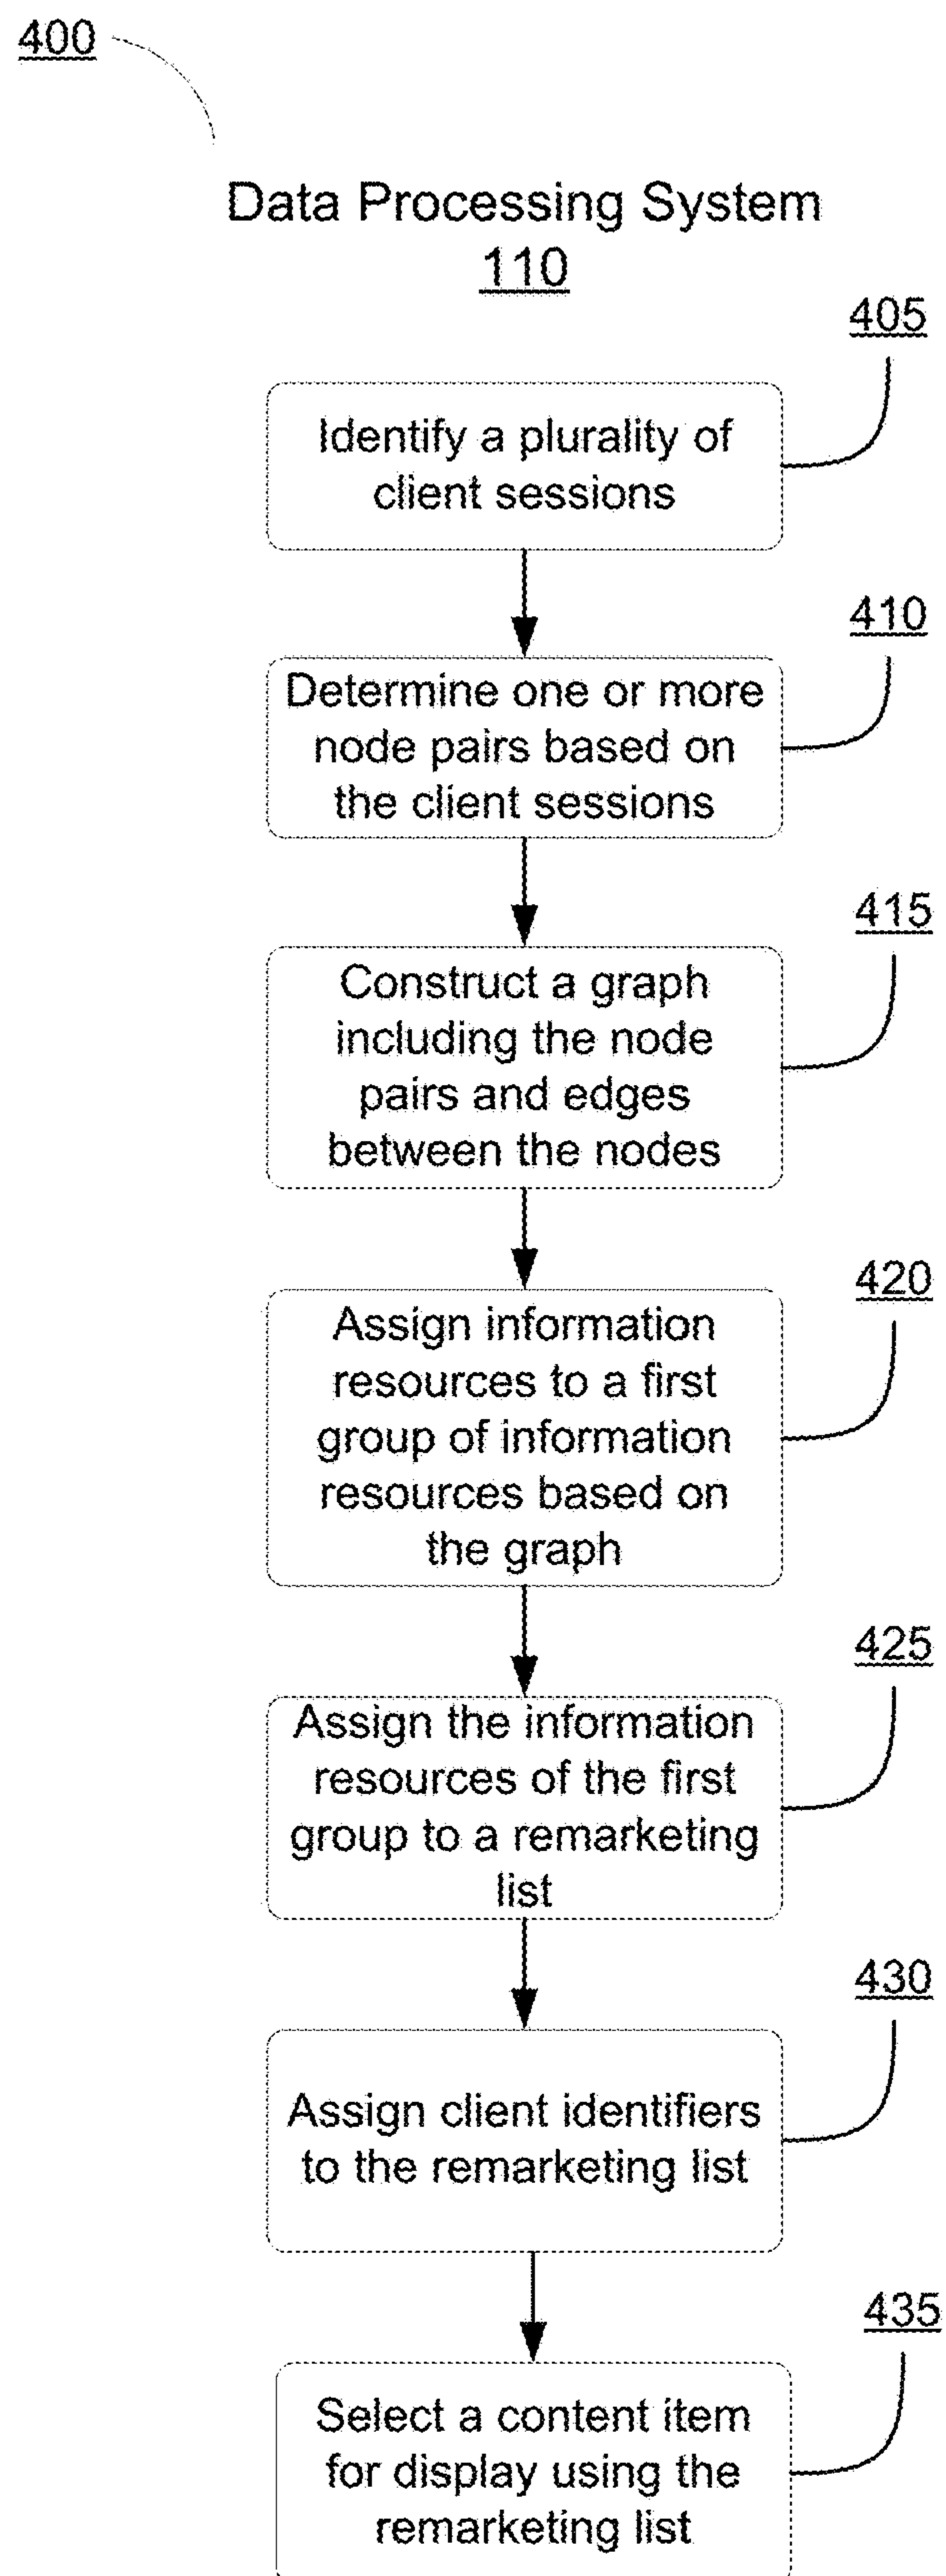 400
Data Processing System
110
405
Identify a plurality of
client sessions
410
Determine one or more
node pairs based on
the client sessions
415
Construct a graph
including the node
pairs and edges
between the nodes
420
Assign information
resources to a first
group of information
resources based on
the graph
425
Assign the information
resources of the first
group to a remarketing
list
430
Assign client identifiers
to the remarketing list
435
Select a content item
for display using the
remarketing list